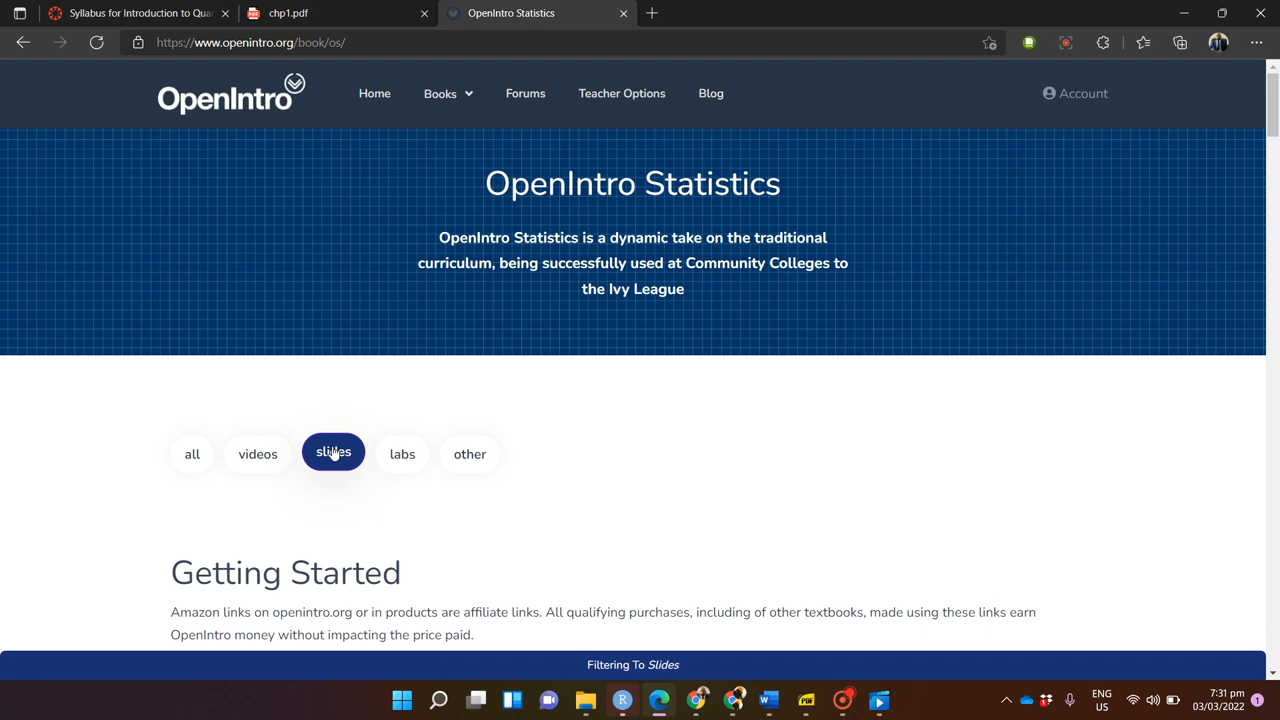 Syllabus for Introduction to Qua
chp1.pdf
OpenIntro Statistics
https://www.openintro.org/book/os/
OpenIntro
Home
Books
Forums
Teacher Options
Blog
Account
OpenIntro Statistics
OpenIntro Statistics is a dynamic take on the traditional
curriculum, being successfully used at Community Colleges to
the Ivy League
all
videos
slides
labs
other
Getting Started
Amazon links on openintro.org or in products are affiliate links. All qualifying purchases, including of other textbooks, made using these links earn
OpenIntro money without impacting the price paid.
Filtering To Slides
ENG
US
7:31 pm
03/03/2022
1